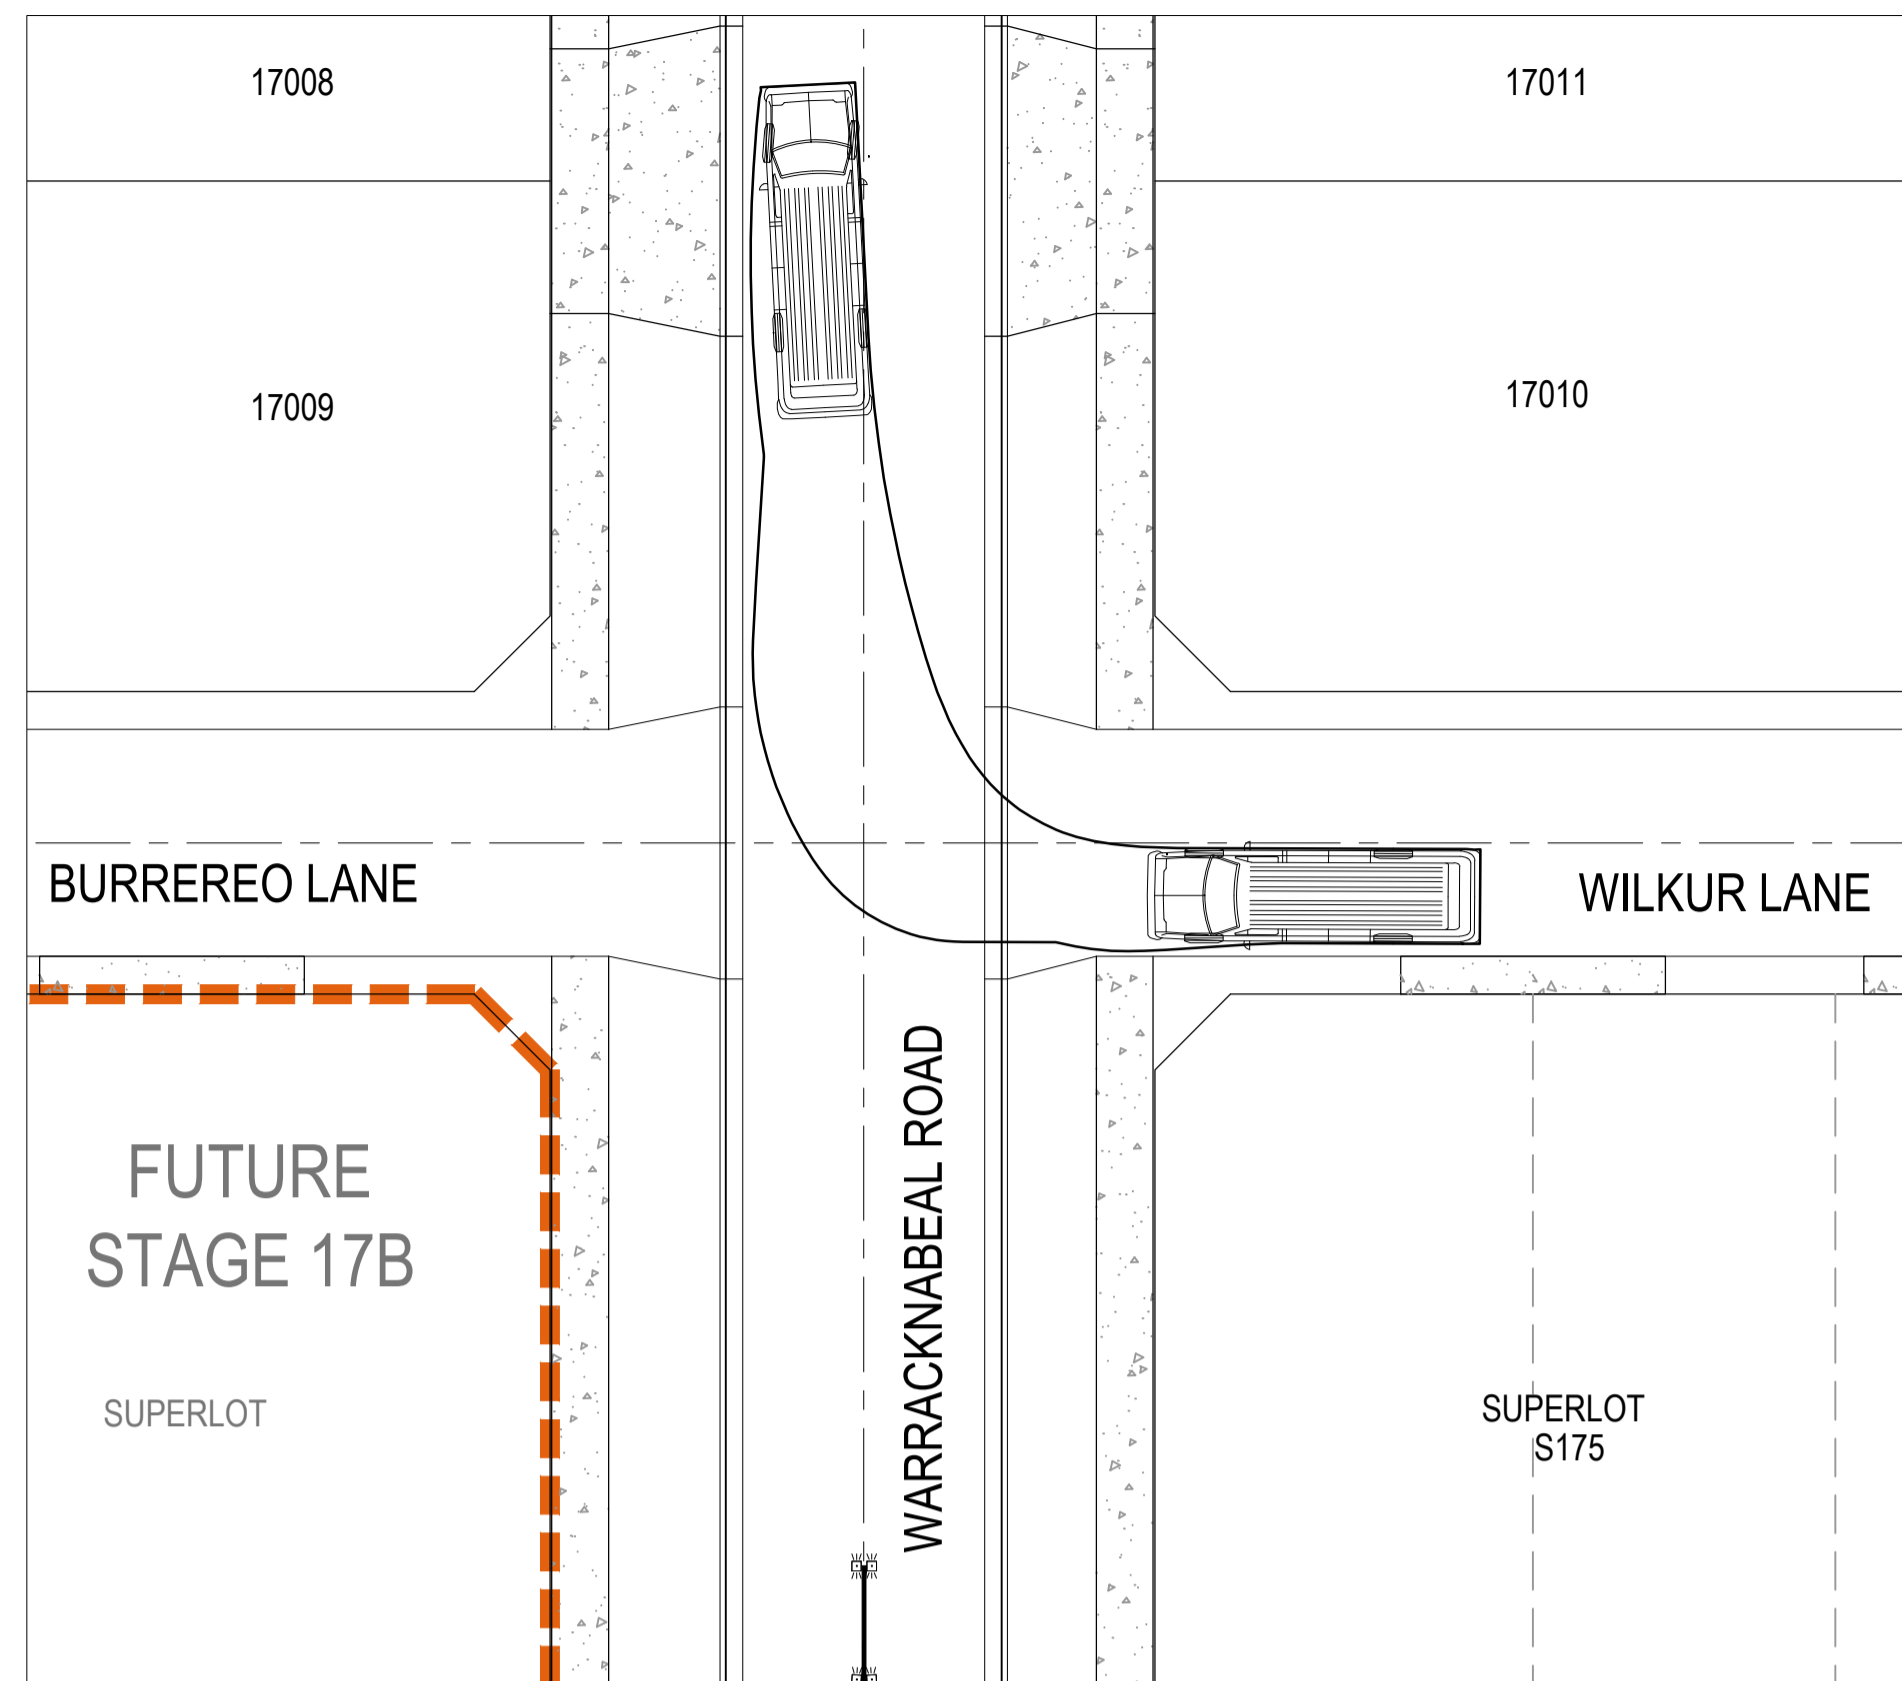 17008
17011
17009
17010
BURREREO LANE
WILKUR LANE
WARRACKNABEAL ROAD
FUTURE
STAGE 17B
SUPERLOT
SUPERLOT
S175